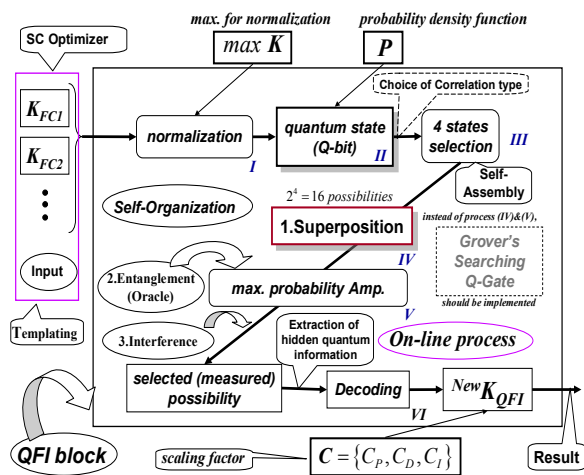 max. for normalization
probability density function
SC Optimizer
max K
P
Choice of Correlation type
K_FC1
K_FC2
normalization
quantum state
(Q-bit)
4 states
selection
I
II
III
Self-Assembly
2^4 = 16 possibilities
Self-Organization
1.Superposition
instead of process (IV)&(V),
Grover's
Searching
Q-Gate
should be implemented
Input
IV
2.Entanglement
(Oracle)
max. probability Amp.
V
Templating
3.Interference
Extraction of
hidden quantum
information
On-line process
selected (measured)
possibility
Decoding
New K_QFI
VI
QFI block
scaling factor
C = {C_P, C_D, C_I}
Result